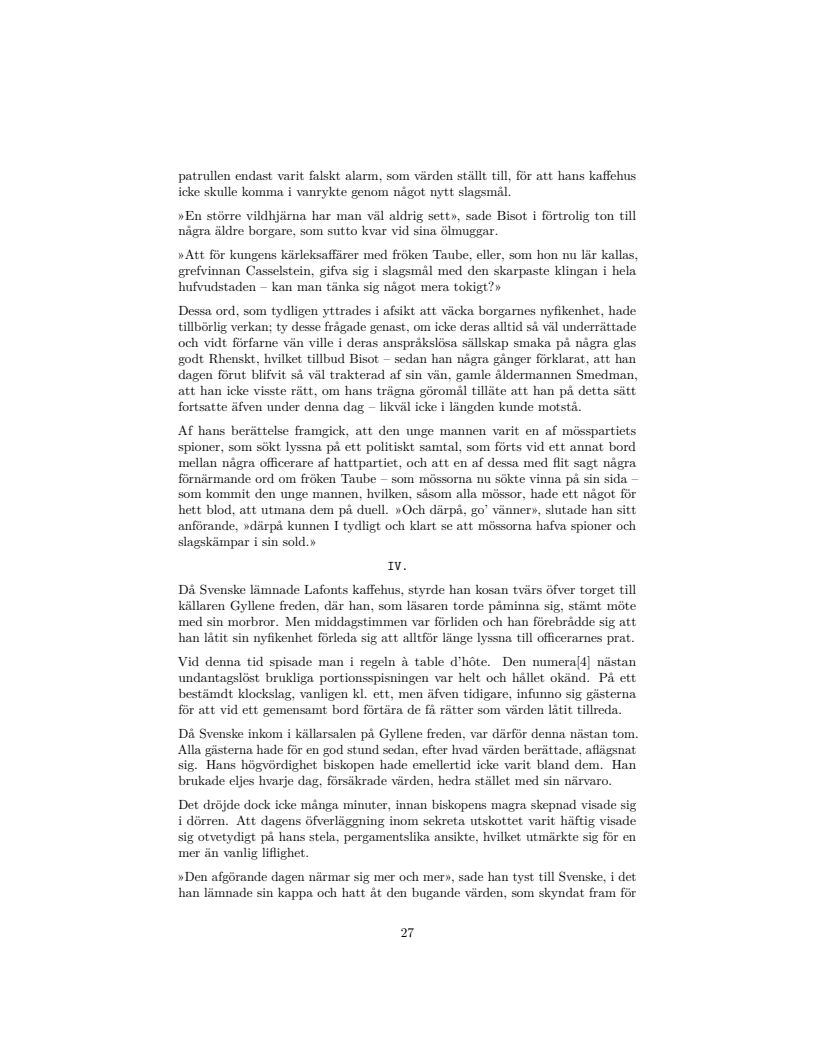 patrullen endast varit falskt alarm, som värden ställt till, för att hans kaffehus
icke skulle komma i vanrykte genom något nytt slagsmål.
»En större vildhjärna har man väl aldrig sett», sade Bisot i förtrolig ton till
några äldre borgare, som sutto kvar vid sina ölmuggar.
»Att för kungens kärleksaffärer med fröken Taube, eller, som hon nu lär kallas,
grefvinnan Casselstein, gifva sig i slagsmål med den skarpaste klingan i hela
hufvudstaden – kan man tänka sig något mera tokigt?»
Dessa ord, som tydligen yttrades i afsikt att väcka borgarnes nyfikenhet, hade
tillbörlig verkan; ty desse frågade genast, om icke deras alltid så väl underrättade
och vidt förfarne vän ville i deras anspråkslösa sällskap smaka på några glas
godt Rhenskt, hvilket tillbud Bisot – sedan han några gånger förklarat, att han
dagen förut blifvit så väl trakterad af sin vän, gamle åldermannen Smedman,
att han icke visste rätt, om hans trägna göromål tilläte att han på detta sätt
fortsatte äfven under denna dag – likväl icke i längden kunde motstå.
Af hans berättelse framgick, att den unge mannen varit en af mösspartiets
spioner, som sökt lyssna på ett politiskt samtal, som förts vid ett annat bord
mellan några officerare af hattpartiet, och att en af dessa med flit sagt några
förnärmande ord om fröken Taube – som mössorna nu sökte vinna på sin sida –
som kommit den unge mannen, hvilken, såsom alla mössor, hade ett något för
hett blod, att utmana dem på duell. »Och därpå, go' vänner», slutade han sitt
anförande, »därpå kunnen I tydligt och klart se att mössorna hafva spioner och
slagskämpar i sin sold.»
IV.
Då Svenske lämnade Lafonts kaffehus, styrde han kosan tvärs öfver torget till
källaren Gyllene freden, där han, som läsaren torde påminna sig, stämt möte
med sin morbror. Men middagstimmen var förliden och han förebrådde sig att
han låtit sin nyfikenhet förleda sig att alltför länge lyssna till officerarnes prat.
Vid denna tid spisade man i regeln à table d'hôte. Den numera[4] nästan
undantagslöst brukliga portionsspisningen var helt och hållet okänd. På ett
bestämdt klockslag, vanligen kl. ett, men äfven tidigare, infunno sig gästerna
för att vid ett gemensamt bord förtära de få rätter som värden låtit tillreda.
Då Svenske inkom i källarsalen på Gyllene freden, var därför denna nästan tom.
Alla gästerna hade för en god stund sedan, efter hvad värden berättade, aflägsnat
sig. Hans högvördighet biskopen hade emellertid icke varit bland dem. Han
brukade eljes hvarje dag, försäkrade värden, hedra stället med sin närvaro.
Det dröjde dock icke många minuter, innan biskopens magra skepnad visade sig
i dörren. Att dagens öfverläggning inom sekreta utskottet varit häftig visade
sig otvetydigt på hans stela, pergamentslika ansikte, hvilket utmärkte sig för en
mer än vanlig liflighet.
»Den afgörande dagen närmar sig mer och mer», sade han tyst till Svenske, i det
han lämnade sin kappa och hatt åt den bugande värden, som skyndat fram för
27